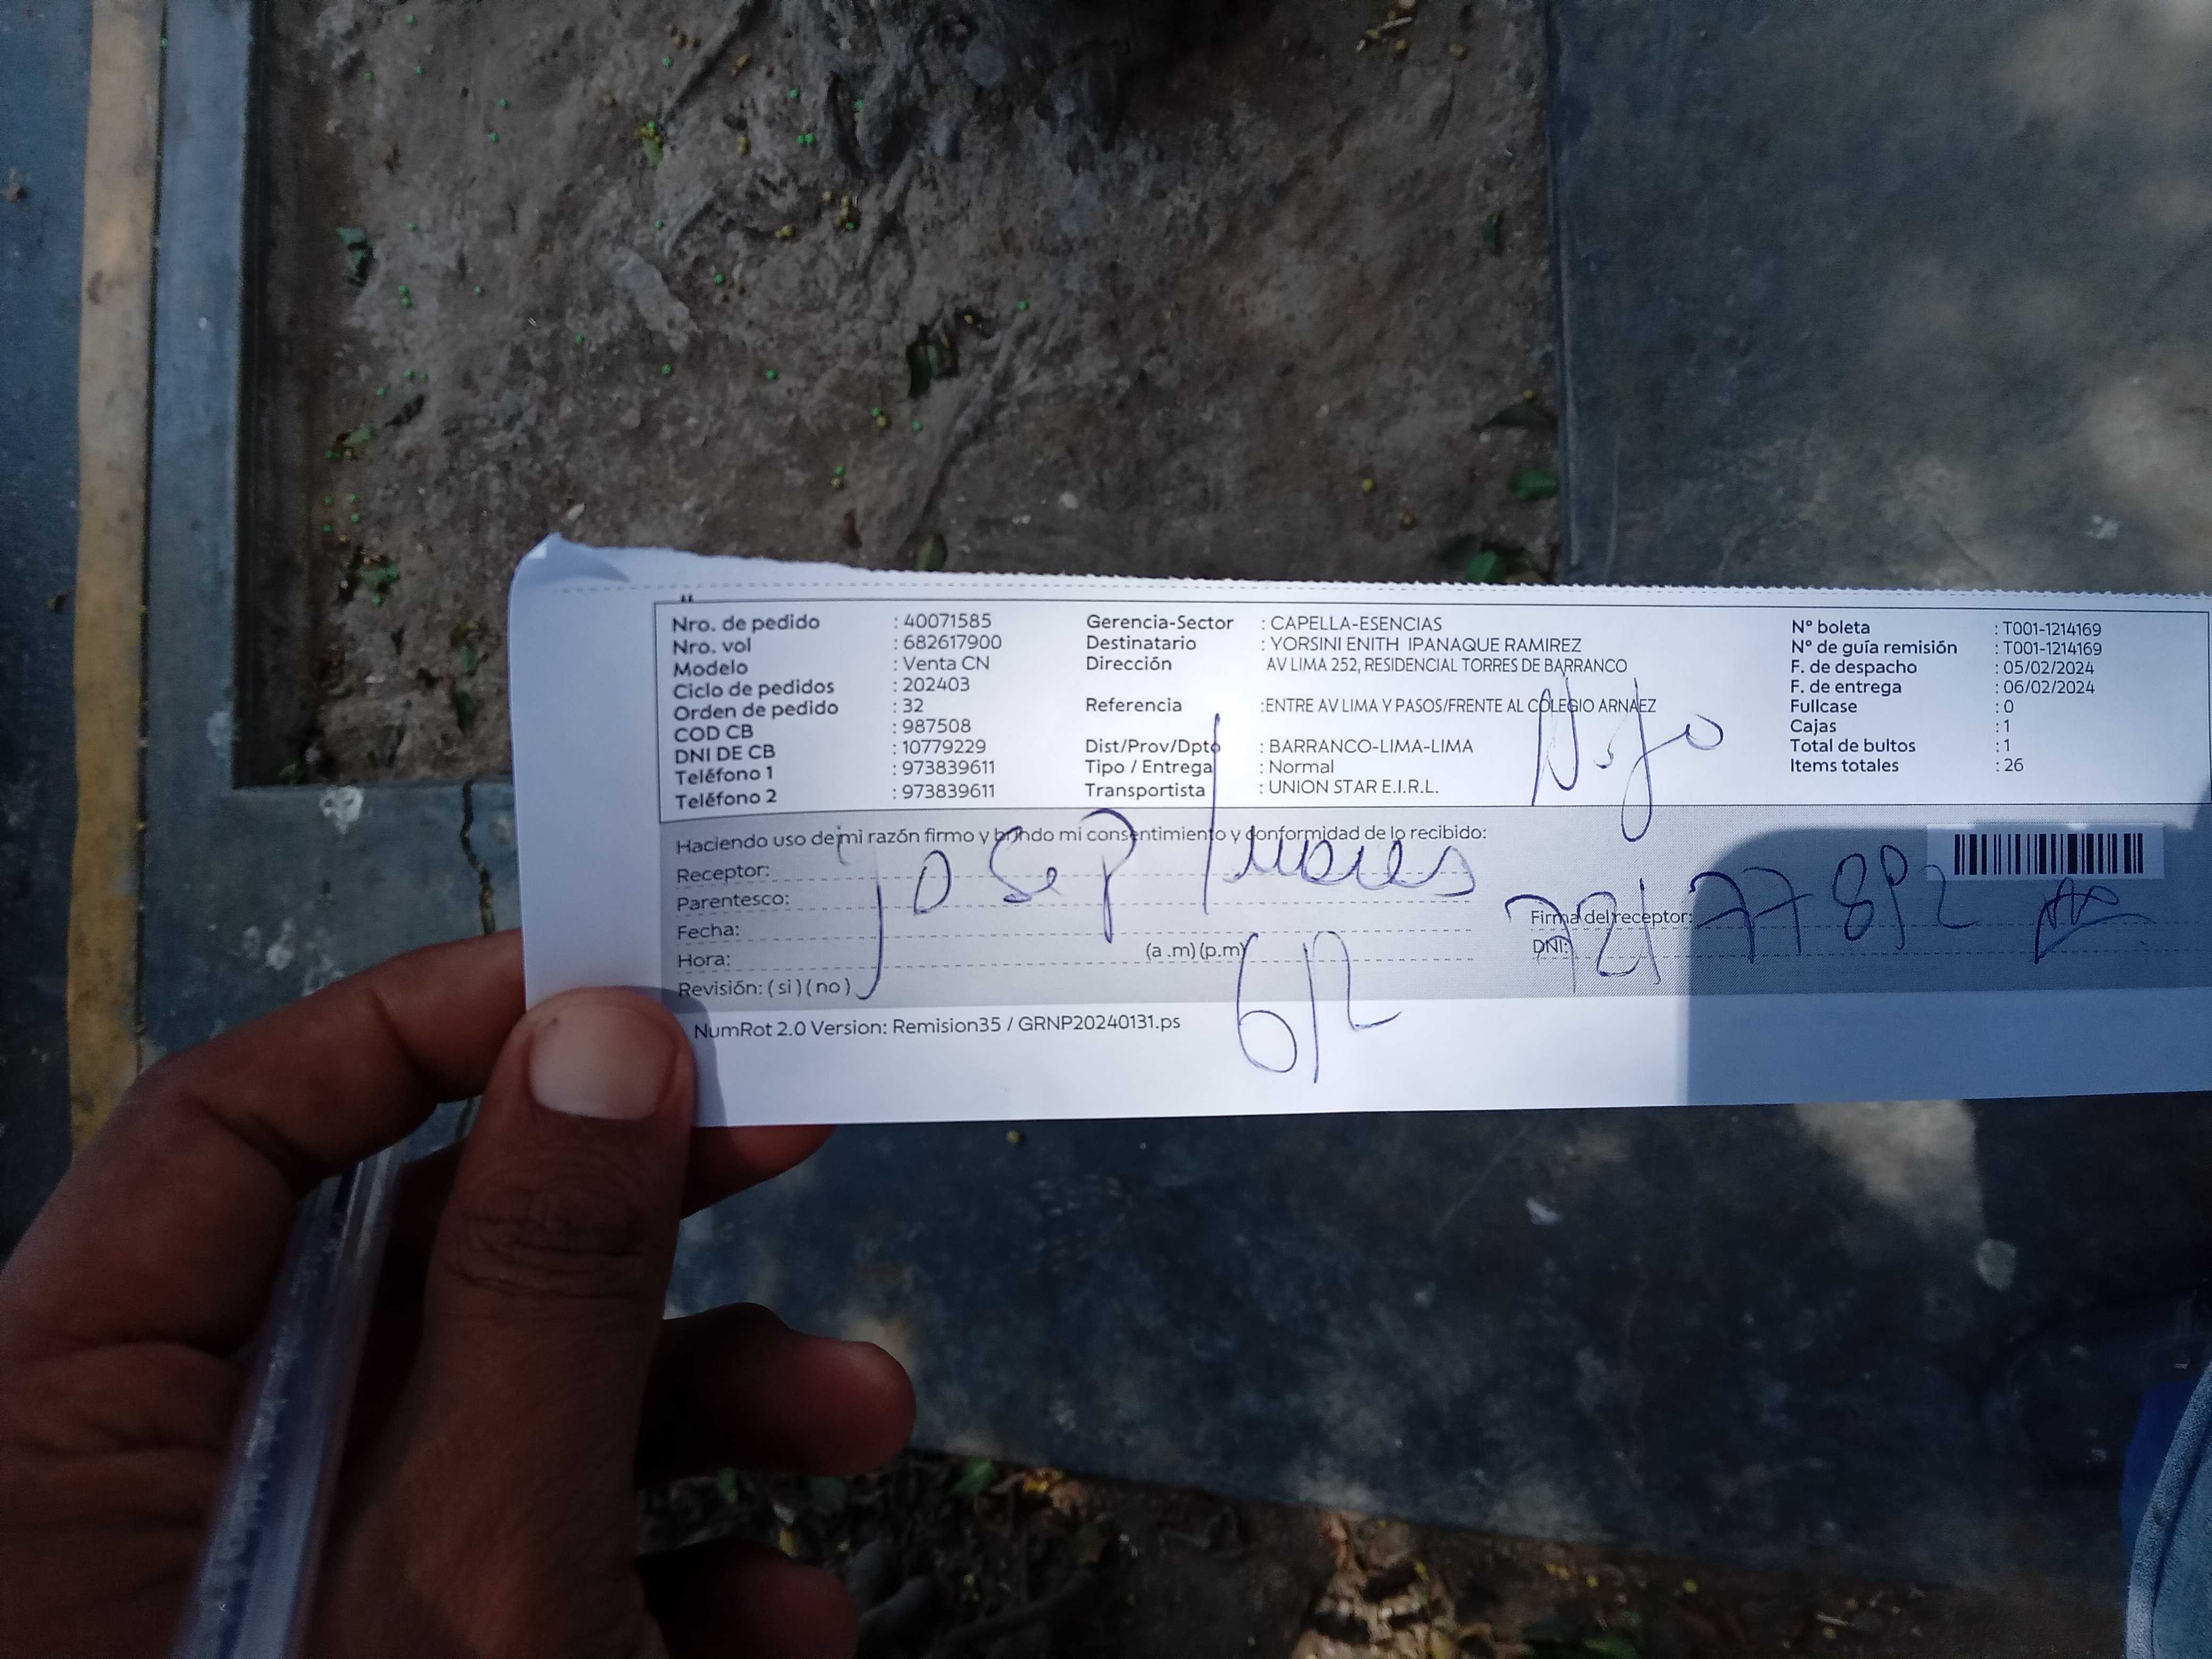 Nro. de pedido : 40071585
Nro. vol : 682617900
Modelo : Venta CN
Ciclo de pedidos : 202403
Orden de pedido : 32
COD CB : 987508
DNI DE CB : 10779229
Teléfono 1 : 973839611
Teléfono 2 : 973839611
Gerencia-Sector : CAPELLA-ESENCIAS
Destinatario : YORSINI ENITH IPANAQUE RAMIREZ
Dirección AV LIMA 252, RESIDENCIAL TORRES DE BARRANCO
Referencia :ENTRE AV LIMA Y PASOS/FRENTE AL COLEGIO ARNAEZ
Dist/Prov/Dpto : BARRANCO-LIMA-LIMA
Tipo / Entrega : Normal
Transportista : UNION STAR E.I.R.L.
N° boleta : T001-1214169
N° de guía remisión : T001-1214169
F. de despacho : 05/02/2024
F. de entrega : 06/02/2024
Fullcase : 0
Cajas : 1
Total de bultos : 1
Items totales : 26
Haciendo uso de mi razón firmo y brindo mi consentimiento y conformidad de lo recibido:
Receptor:
Parentesco:
Josep
Fecha:
Hora: (a .m) (p.m)
Revisión: ( si ) ( no )
6/2
Firma del receptor:
DNI:
NumRot 2.0 Version: Remision35 / GRNP20240131.ps